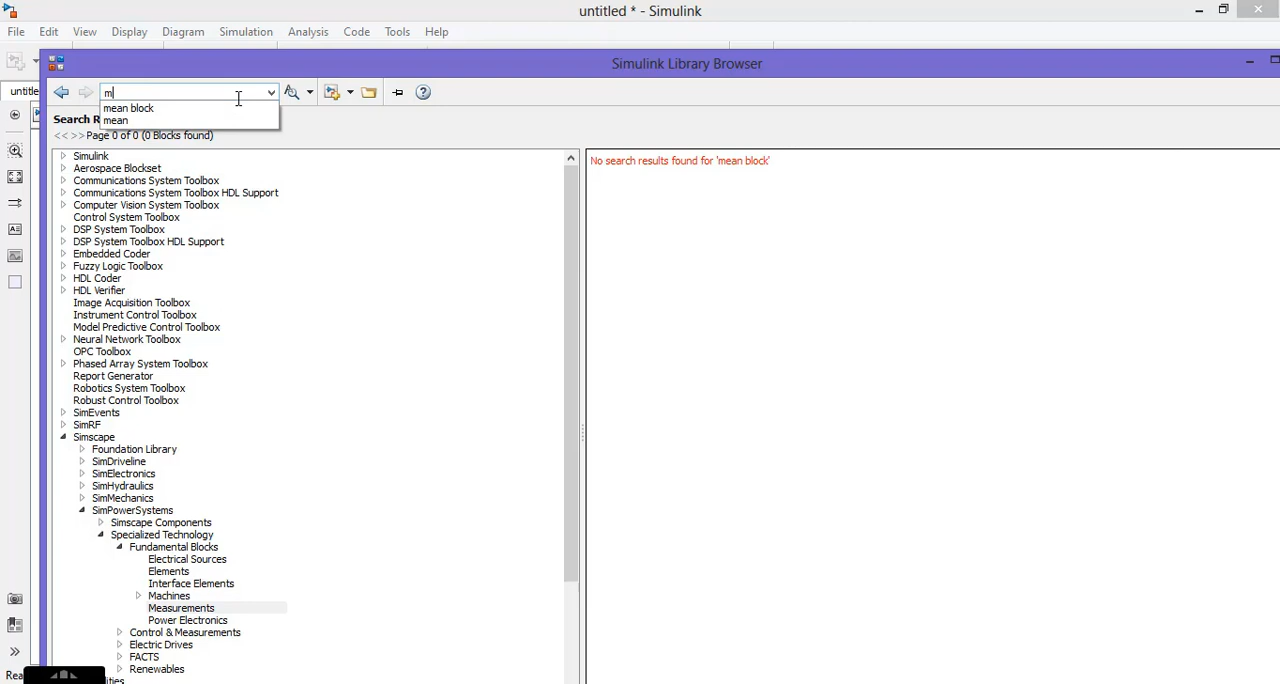 untitled * - Simulink
File Edit View Display Diagram Simulation Analysis Code Tools Help
Simulink Library Browser
untitle
m
mean block
mean
Search R
<< >> Page 0 of 0 (0 Blocks found)
Simulink
Aerospace Blockset
Communications System Toolbox
Communications System Toolbox HDL Support
Computer Vision System Toolbox
Control System Toolbox
DSP System Toolbox
DSP System Toolbox HDL Support
Embedded Coder
Fuzzy Logic Toolbox
HDL Coder
HDL Verifier
Image Acquisition Toolbox
Instrument Control Toolbox
Model Predictive Control Toolbox
Neural Network Toolbox
OPC Toolbox
Phased Array System Toolbox
Report Generator
Robotics System Toolbox
Robust Control Toolbox
SimEvents
SimRF
Simscape
Foundation Library
SimDriveline
SimElectronics
SimHydraulics
SimMechanics
SimPowerSystems
Simscape Components
Specialized Technology
Fundamental Blocks
Electrical Sources
Elements
Interface Elements
Machines
Measurements
Power Electronics
Control & Measurements
Electric Drives
FACTS
Renewables
No search results found for 'mean block'
Rea